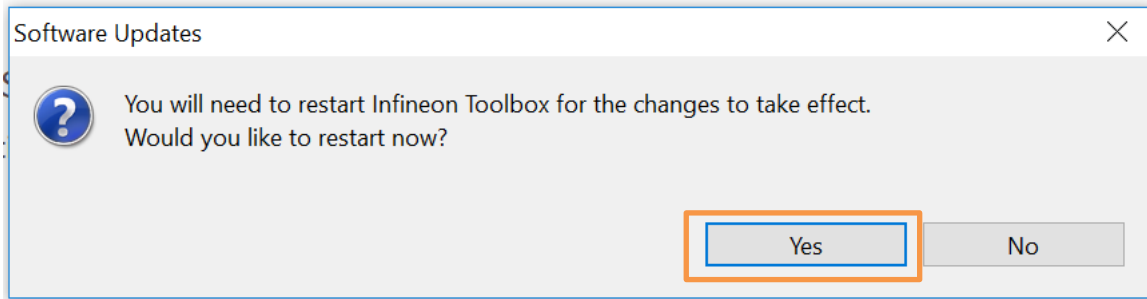 Software Updates
You will need to restart Infineon Toolbox for the changes to take effect.
Would you like to restart now?
Yes
No